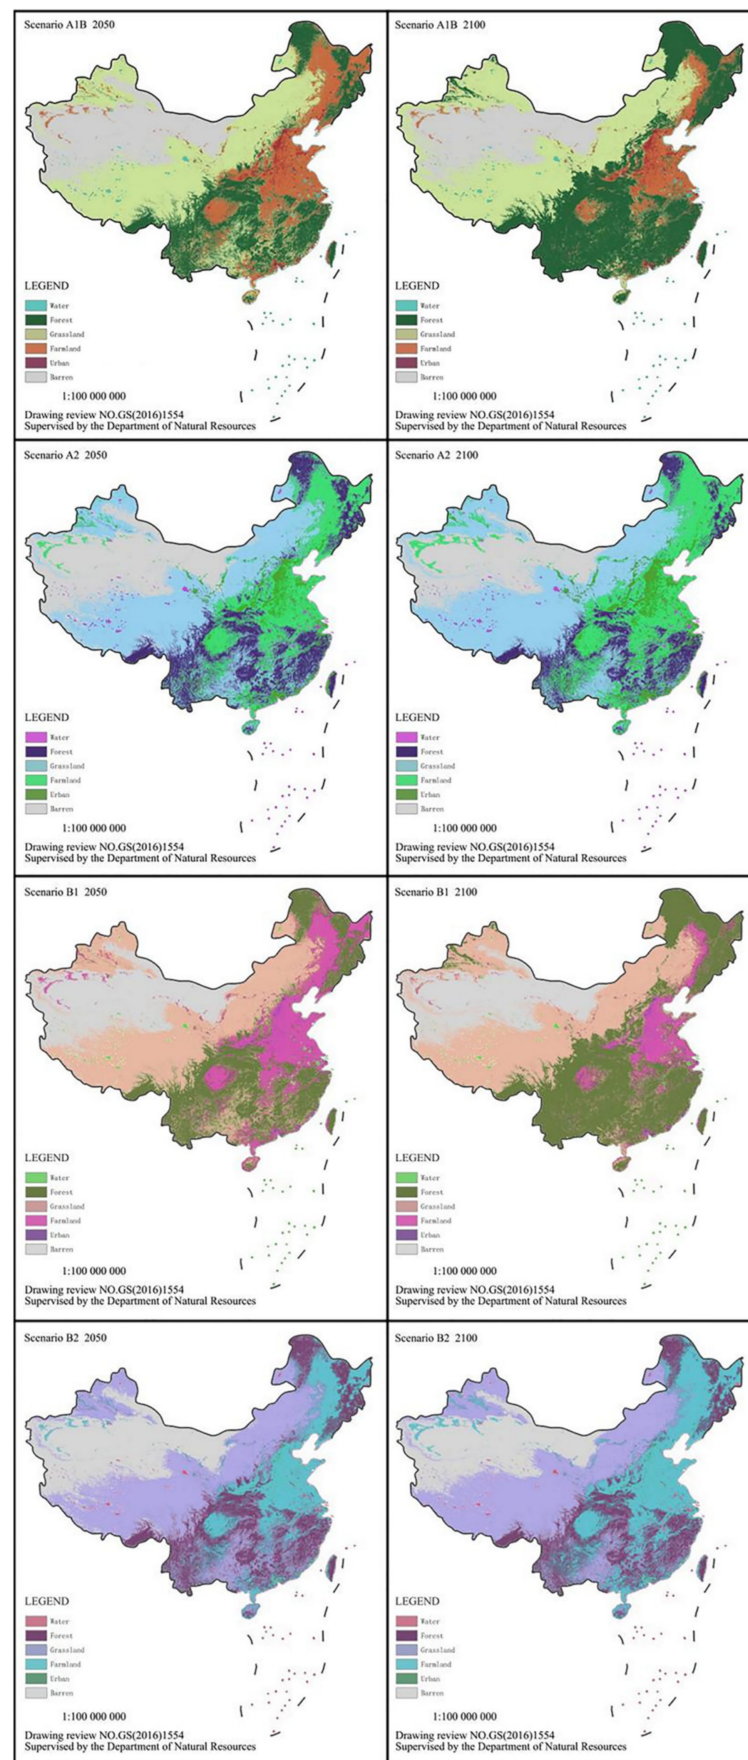 Scenario A1B 2050
LEGEND
Water
Forest
Grassland
Farmland
Urban
Barren
1:100 000 000
Drawing review NO.GS(2016)1554
Supervised by the Department of Natural Resources
Scenario A1B 2100
LEGEND
Water
Forest
Grassland
Farmland
Urban
Barren
1:100 000 000
Drawing review NO.GS(2016)1554
Supervised by the Department of Natural Resources
Scenario A2 2050
LEGEND
Water
Forest
Grassland
Farmland
Urban
Barren
1:100 000 000
Drawing review NO.GS(2016)1554
Supervised by the Department of Natural Resources
Scenario A2 2100
LEGEND
Water
Forest
Grassland
Farmland
Urban
Barren
1:100 000 000
Drawing review NO.GS(2016)1554
Supervised by the Department of Natural Resources
Scenario B1 2050
LEGEND
Water
Forest
Grassland
Farmland
Urban
Barren
1:100 000 000
Drawing review NO.GS(2016)1554
Supervised by the Department of Natural Resources
Scenario B1 2100
LEGEND
Water
Forest
Grassland
Farmland
Urban
Barren
1:100 000 000
Drawing review NO.GS(2016)1554
Supervised by the Department of Natural Resources
Scenario B2 2050
LEGEND
Water
Forest
Grassland
Farmland
Urban
Barren
1:100 000 000
Drawing review NO.GS(2016)1554
Supervised by the Department of Natural Resources
Scenario B2 2100
LEGEND
Water
Forest
Grassland
Farmland
Urban
Barren
1:100 000 000
Drawing review NO.GS(2016)1554
Supervised by the Department of Natural Resources